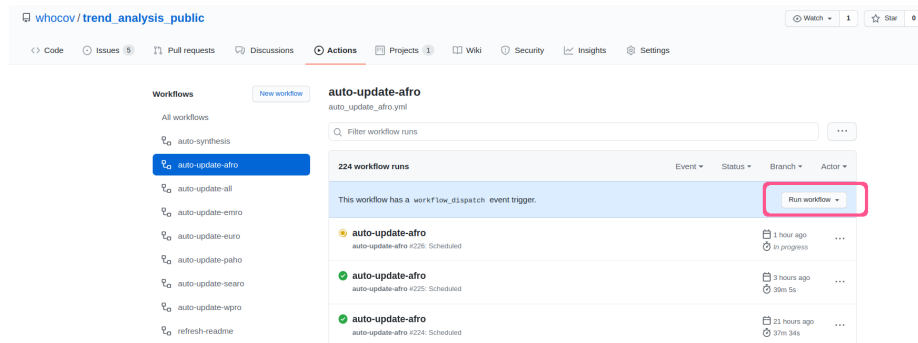 whocov / trend_analysis_public
Watch 1 Star 0
Code Issues 5 Pull requests Discussions Actions Projects 1 Wiki Security Insights Settings
Workflows New workflow
All workflows
auto-synthesis
auto-update-afro
auto-update-all
auto-update-emro
auto-update-euro
auto-update-paho
auto-update-searo
auto-update-wpro
refresh-readme
auto-update-afro
auto_update_afro.yml
Filter workflow runs
224 workflow runs Event Status Branch Actor
This workflow has a workflow_dispatch event trigger. Run workflow
auto-update-afro 1 hour ago
auto-update-afro #226: Scheduled In progress
auto-update-afro 3 hours ago
auto-update-afro #225: Scheduled 39m 5s
auto-update-afro 21 hours ago
auto-update-afro #224: Scheduled 37m 34s